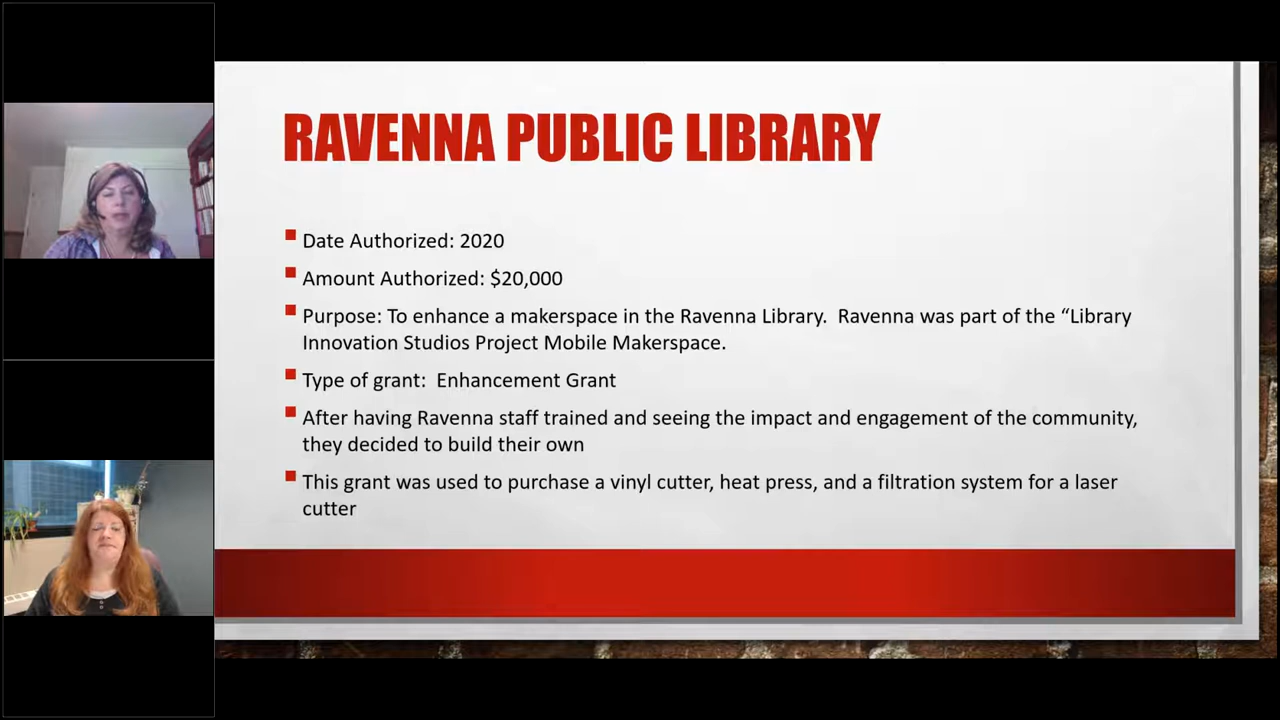 RAVENNA PUBLIC LIBRARY
Date Authorized: 2020
Amount Authorized: $20,000
Purpose: To enhance a makerspace in the Ravenna Library.  Ravenna was part of the “Library
Innovation Studios Project Mobile Makerspace.
Type of grant:  Enhancement Grant
After having Ravenna staff trained and seeing the impact and engagement of the community,
they decided to build their own
This grant was used to purchase a vinyl cutter, heat press, and a filtration system for a laser
cutter